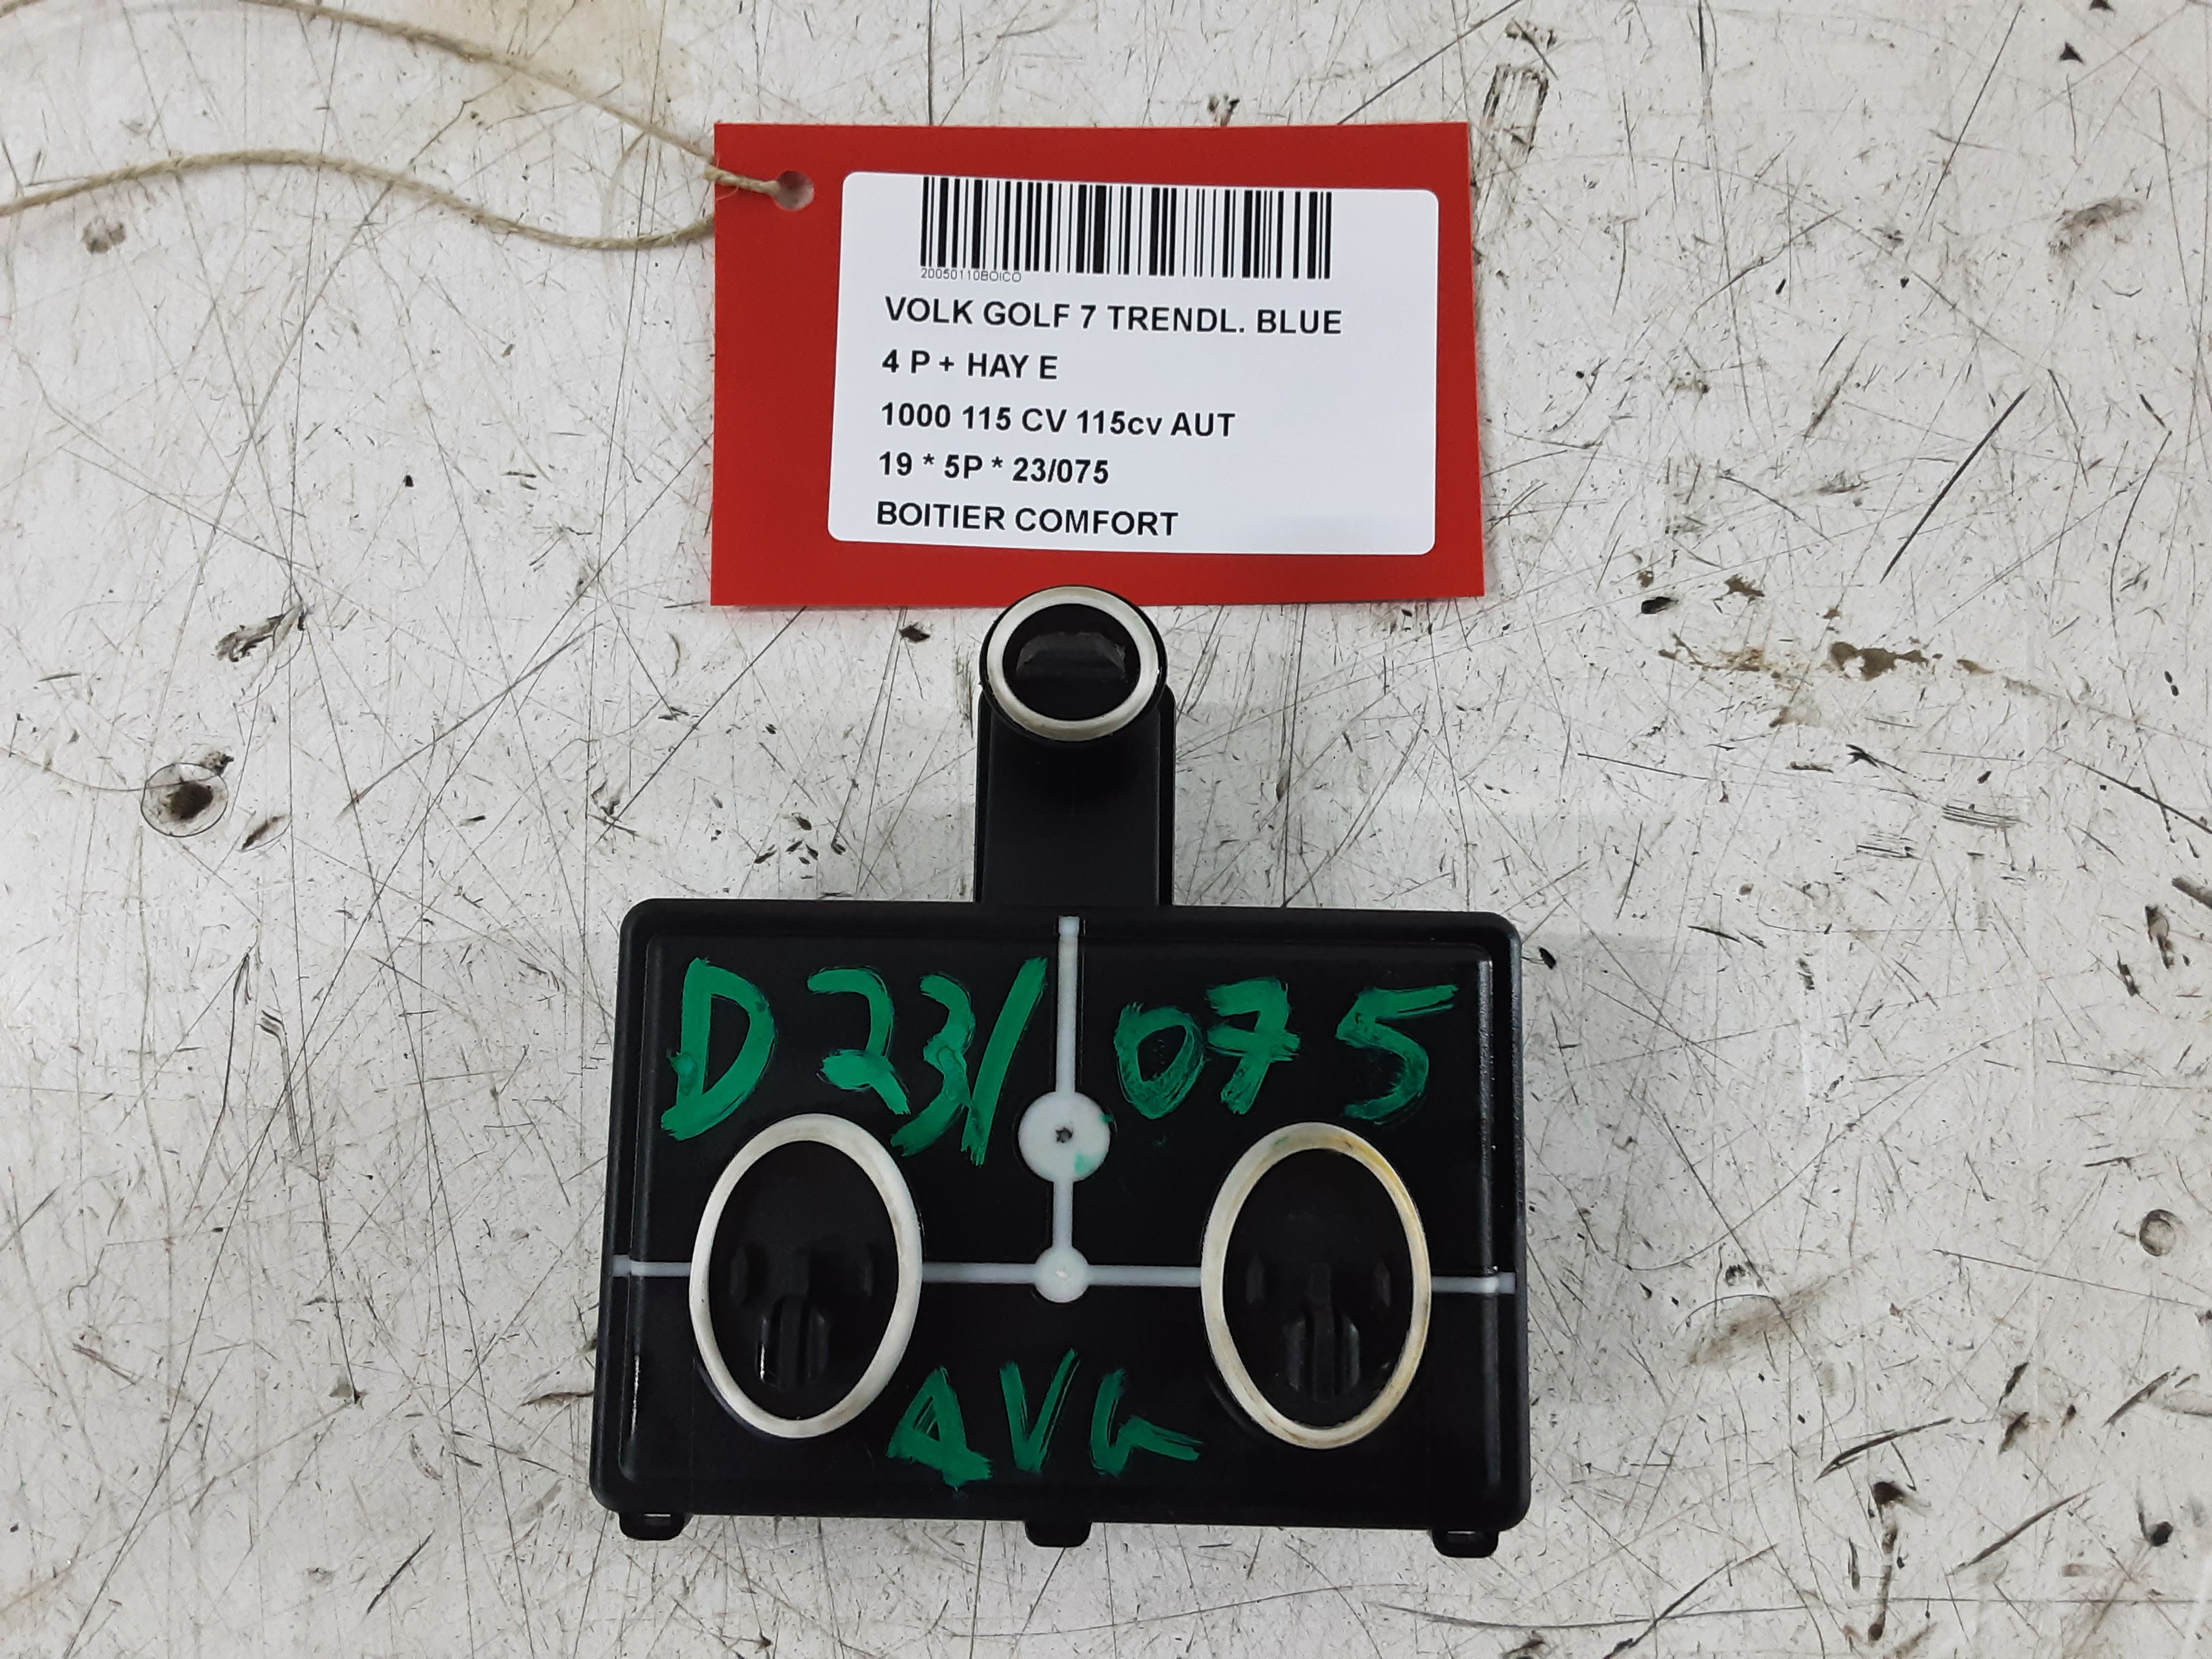 20050110BOICO
VOLK GOLF 7 TRENDL. BLUE
4 P + HAY E
1000 115 CV 115cv AUT
19 * 5P * 23/075
BOITIER COMFORT
D23/075
AVG